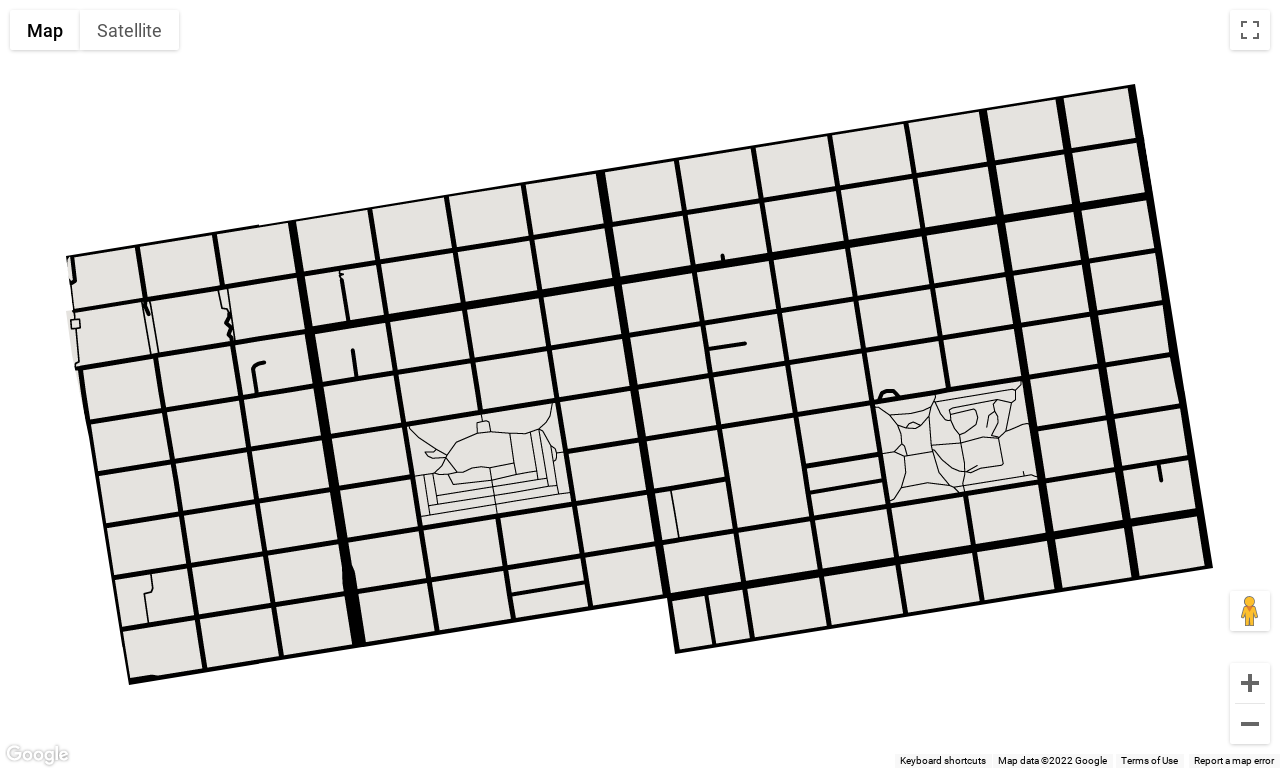 Map Satellite
Google
Keyboard shortcuts Map data ©2022 Google Terms of Use Report a map error